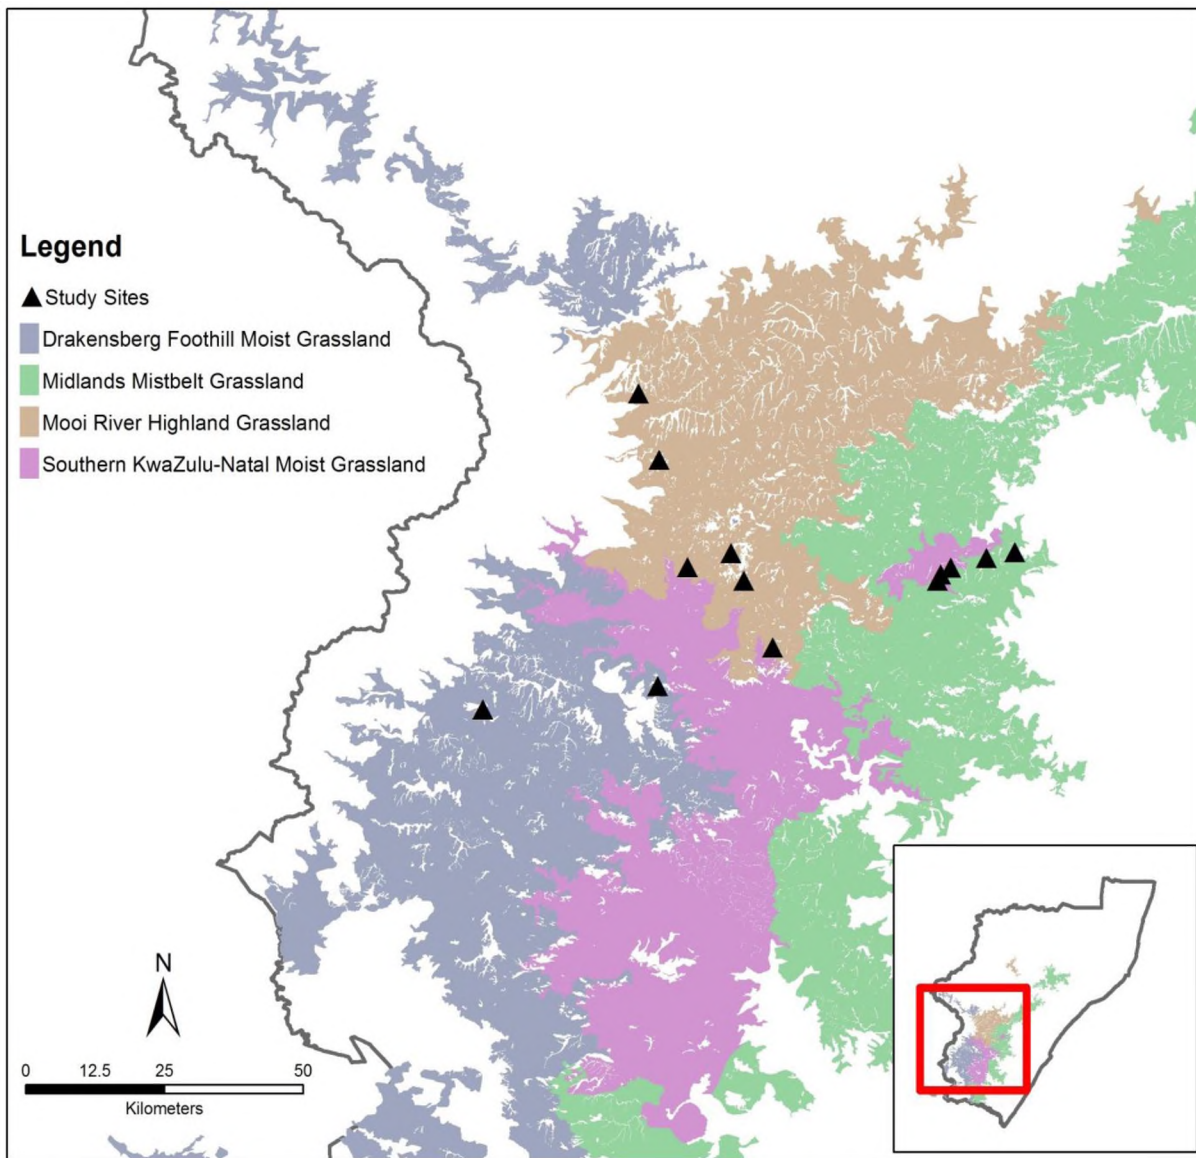 Legend
Study Sites
Drakensberg Foothill Moist Grassland
Midlands Mistbelt Grassland
Mooi River Highland Grassland
Southern KwaZulu-Natal Moist Grassland
N
0 12.5 25 50
Kilometers